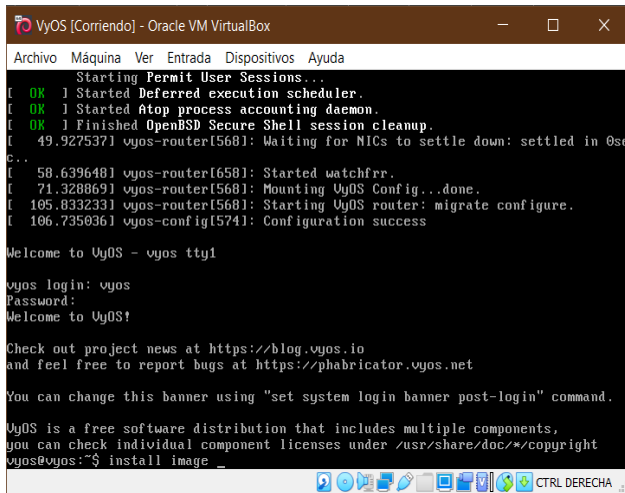 VyOS [Corriendo] - Oracle VM VirtualBox
Archivo Máquina Ver Entrada Dispositivos Ayuda
Starting Permit User Sessions...
[  OK  ] Started Deferred execution scheduler.
[  OK  ] Started Atop process accounting daemon.
[  OK  ] Finished OpenBSD Secure Shell session cleanup.
[   49.927537] vyos-router[568]: Waiting for NICs to settle down: settled in 0se
c..
[   58.639648] vyos-router[658]: Started watchfrr.
[   71.328869] vyos-router[568]: Mounting VyOS Config...done.
[  105.833233] vyos-router[568]: Starting VyOS router: migrate configure.
[  106.735036] vyos-config[574]: Configuration success
Welcome to VyOS - vyos tty1
vyos login: vyos
Password:
Welcome to VyOS!
Check out project news at https://blog.vyos.io
and feel free to report bugs at https://phabricator.vyos.net
You can change this banner using "set system login banner post-login" command.
VyOS is a free software distribution that includes multiple components,
you can check individual component licenses under /usr/share/doc/*/copyright
vyos@vyos:~$ install image _
CTRL DERECHA